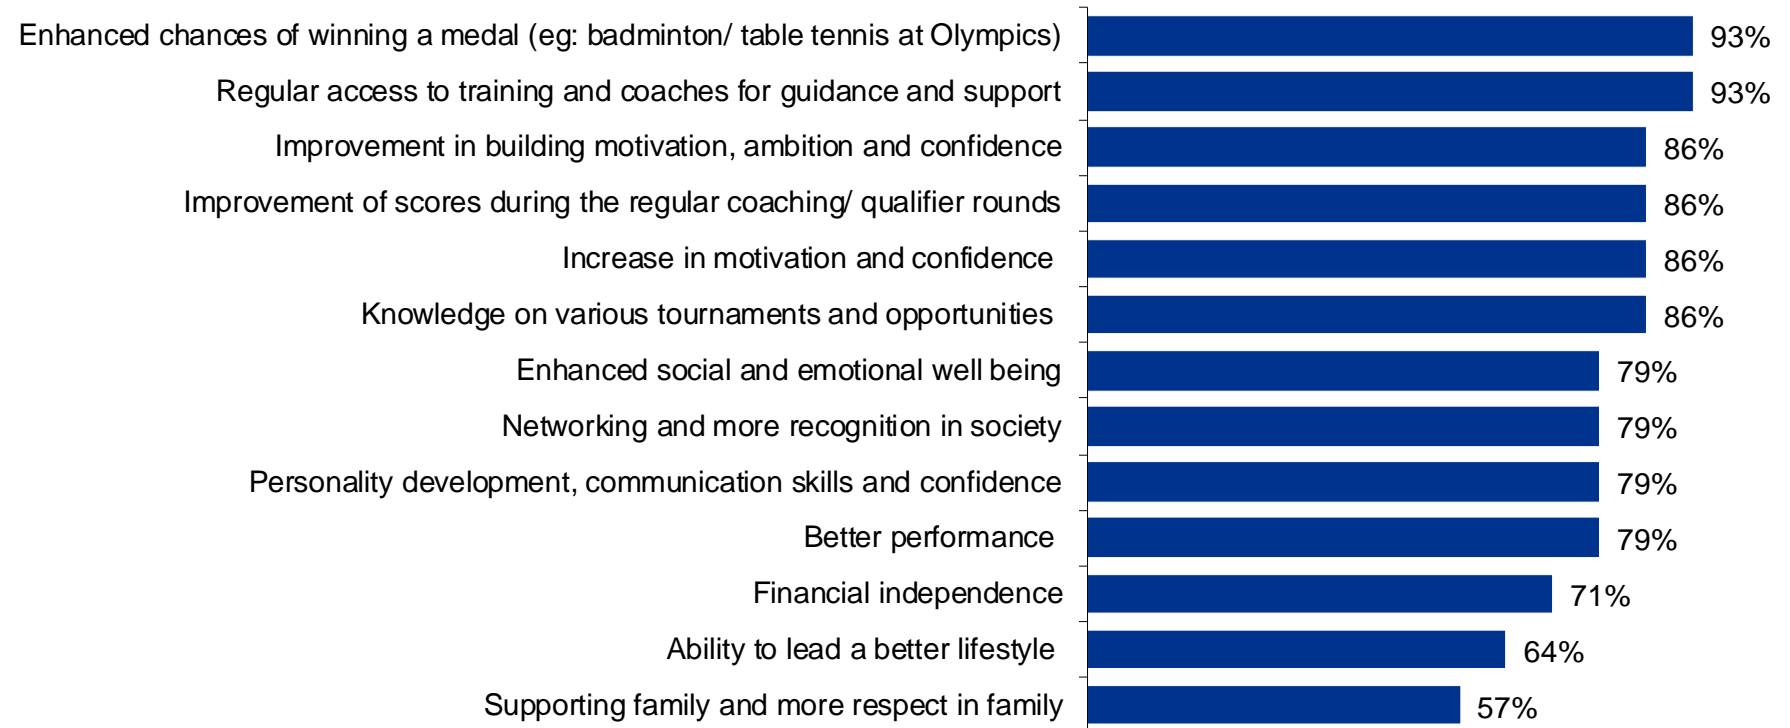 Enhanced chances of winning a medal (eg: badminton/ table tennis at Olympics) 93%
Regular access to training and coaches for guidance and support 93%
Improvement in building motivation, ambition and confidence 86%
Improvement of scores during the regular coaching/ qualifier rounds 86%
Increase in motivation and confidence 86%
Knowledge on various tournaments and opportunities 86%
Enhanced social and emotional well being 79%
Networking and more recognition in society 79%
Personality development, communication skills and confidence 79%
Better performance 79%
Financial independence 71%
Ability to lead a better lifestyle 64%
Supporting family and more respect in family 57%